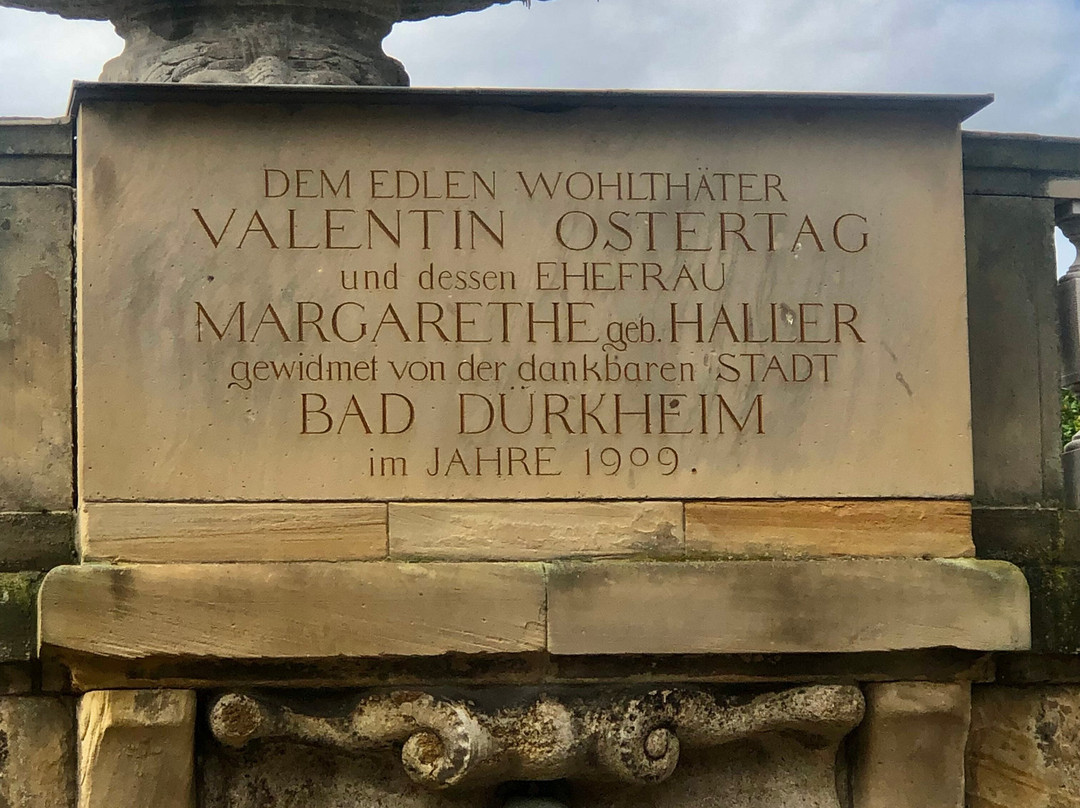 DEM EDLEN WOHLTHÄTER
VALENTIN OSTERTAG
und dessen EHEFRAU
MARGARETHE geb. HALLER
gewidmet von der dankbaren STADT
BAD DÜRKHEIM
im JAHRE 1909.